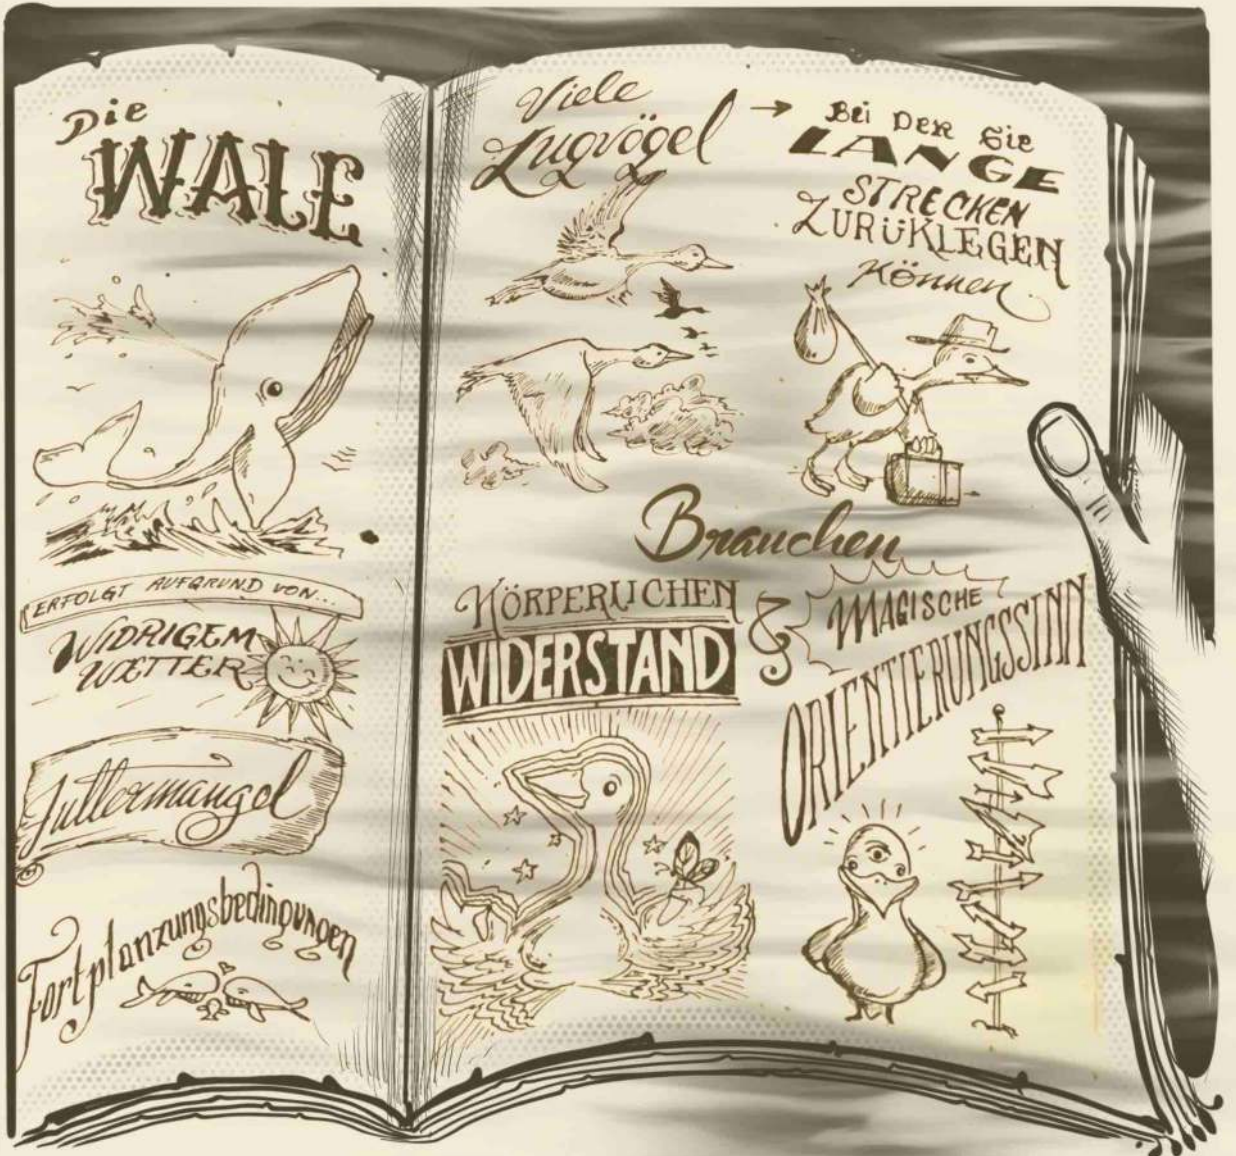 Die
WALE
ERFOLGT AUFGRUND VON...
WIDRIGEM
WETTER
Futtermangel
Fortplanzungsbedingungen
Viele
Zugvögel
Bei Der Sie
LANGE
STRECKEN
ZURÜKLEGEN
Können
Brauchen
KÖRPERLICHEN
WIDERSTAND
&
MAGISCHE
ORIENTIERUNGSSINN